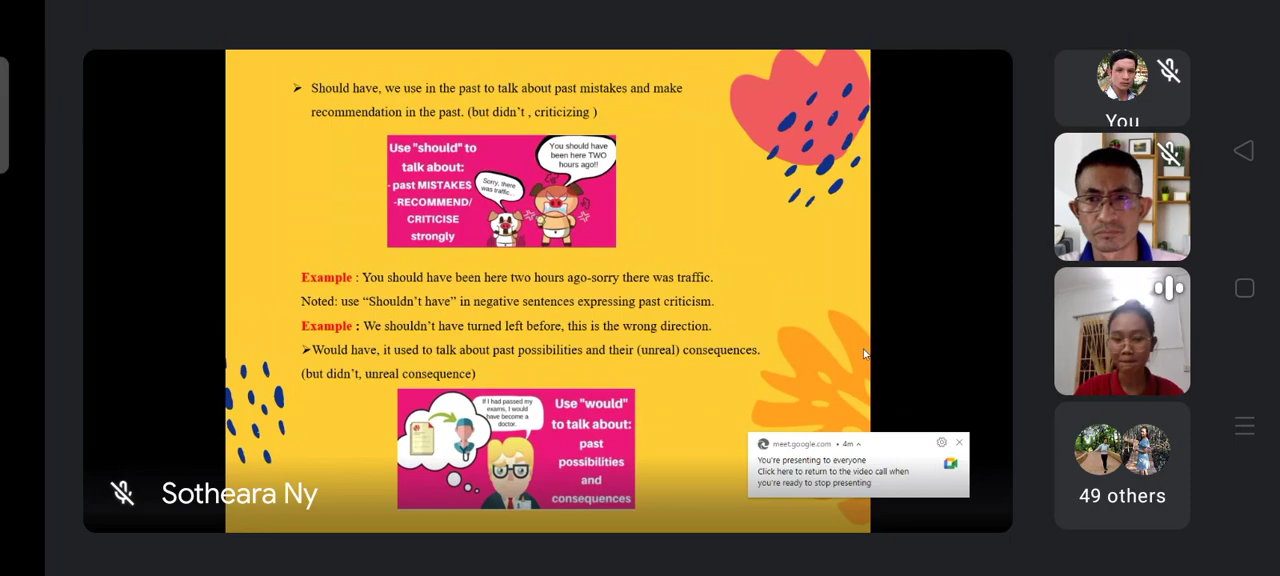 ➢ Should have, we use in the past to talk about past mistakes and make
recommendation in the past. (but didn't , criticizing )
Use "should" to
talk about:
- past MISTAKES
-RECOMMEND/
CRITICISE
strongly
Sorry, there
was traffic...
You should have
been here TWO
hours ago!!
Example : You should have been here two hours ago-sorry there was traffic.
Noted: use “Shouldn't have” in negative sentences expressing past criticism.
Example : We shouldn't have turned left before, this is the wrong direction.
➢Would have, it used to talk about past possibilities and their (unreal) consequences.
(but didn't, unreal consequence)
If I had passed my
exams, I would
have become a
doctor.
Use "would"
to talk about:
past
possibilities
and
consequences
meet.google.com • 4m
You're presenting to everyone
Click here to return to the video call when
you're ready to stop presenting
Sotheara Ny
You
49 others